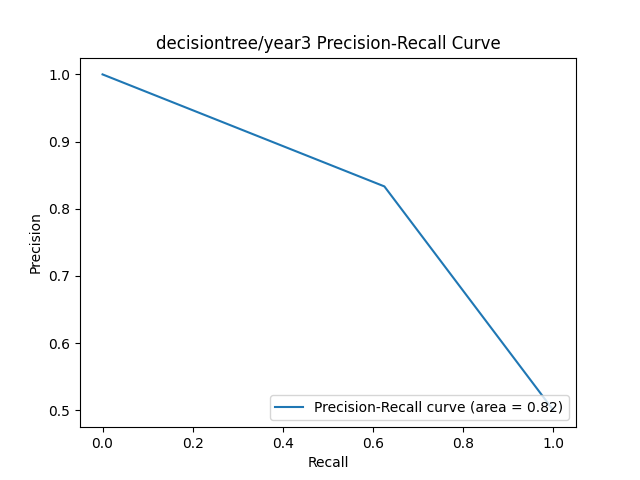 decisiontree/year3 Precision-Recall Curve
1.0
0.9
0.8
0.7
0.6
0.5
Precision
Precision-Recall curve (area = 0.82)
0.0 0.2 0.4 0.6 0.8 1.0
Recall